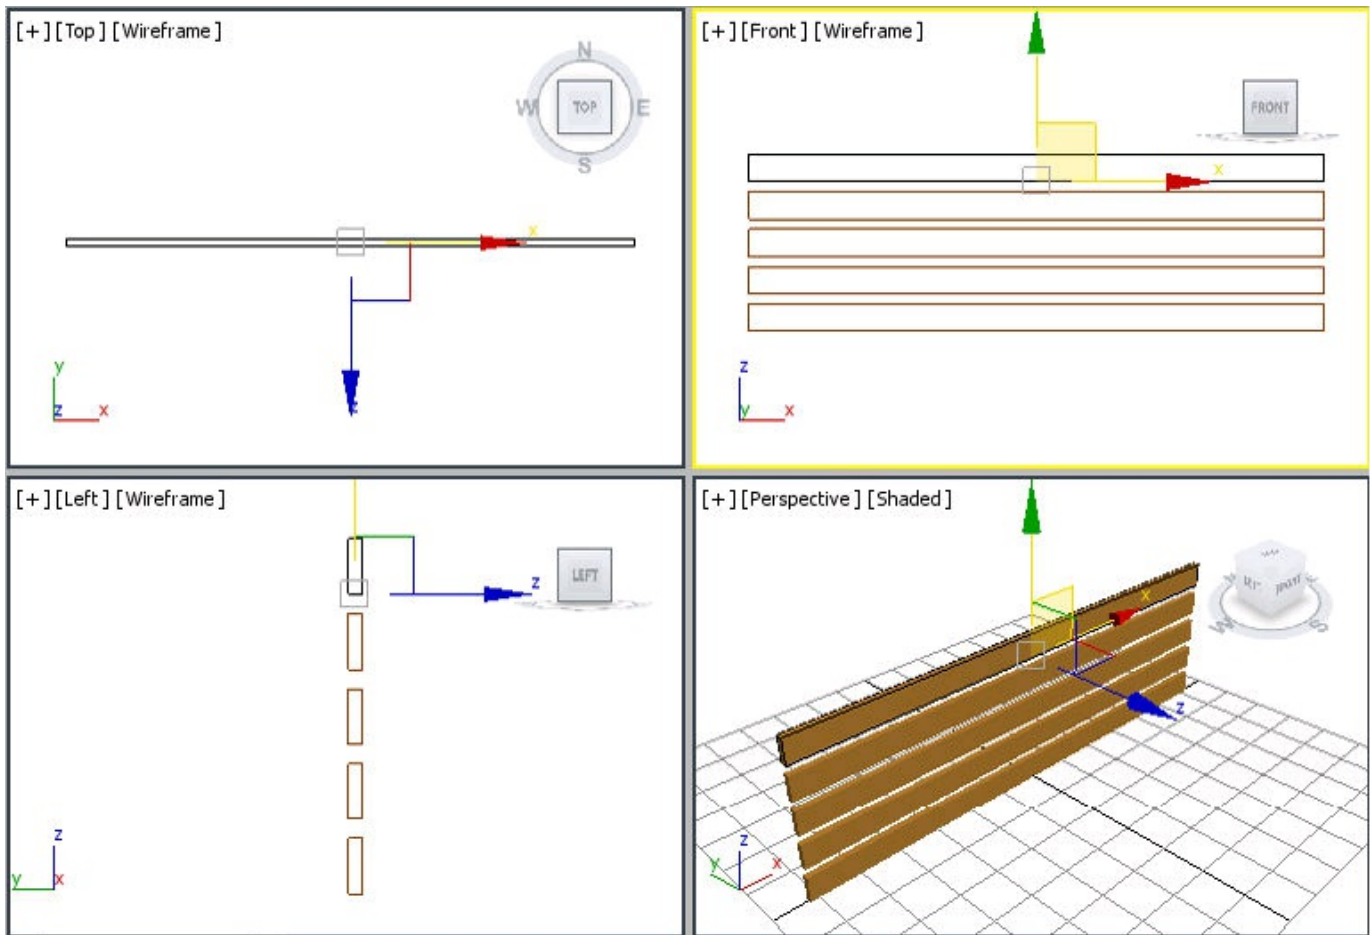 [+] [Top] [Wireframe]
N
W TOP E
S
x
z
y
z x
[+] [Front] [Wireframe]
FRONT
x
z
y x
[+] [Left] [Wireframe]
LEFT
z
z
y x
[+] [Perspective] [Shaded]
x
W S
z
z
y x